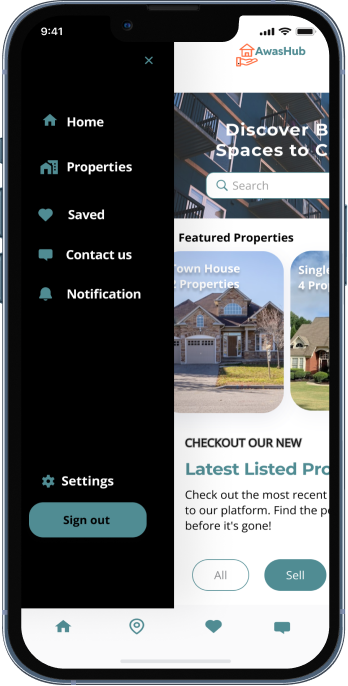 9:41
AwasHub
Home
Properties
Saved
Contact us
Notification
Settings
Sign out
Discover B
Spaces to C
Search
Featured Properties
Town House
Properties
Single
4 Prop
CHECKOUT OUR NEW
Latest Listed Pro
Check out the most recent
to our platform. Find the pe
before it's gone!
All
Sell